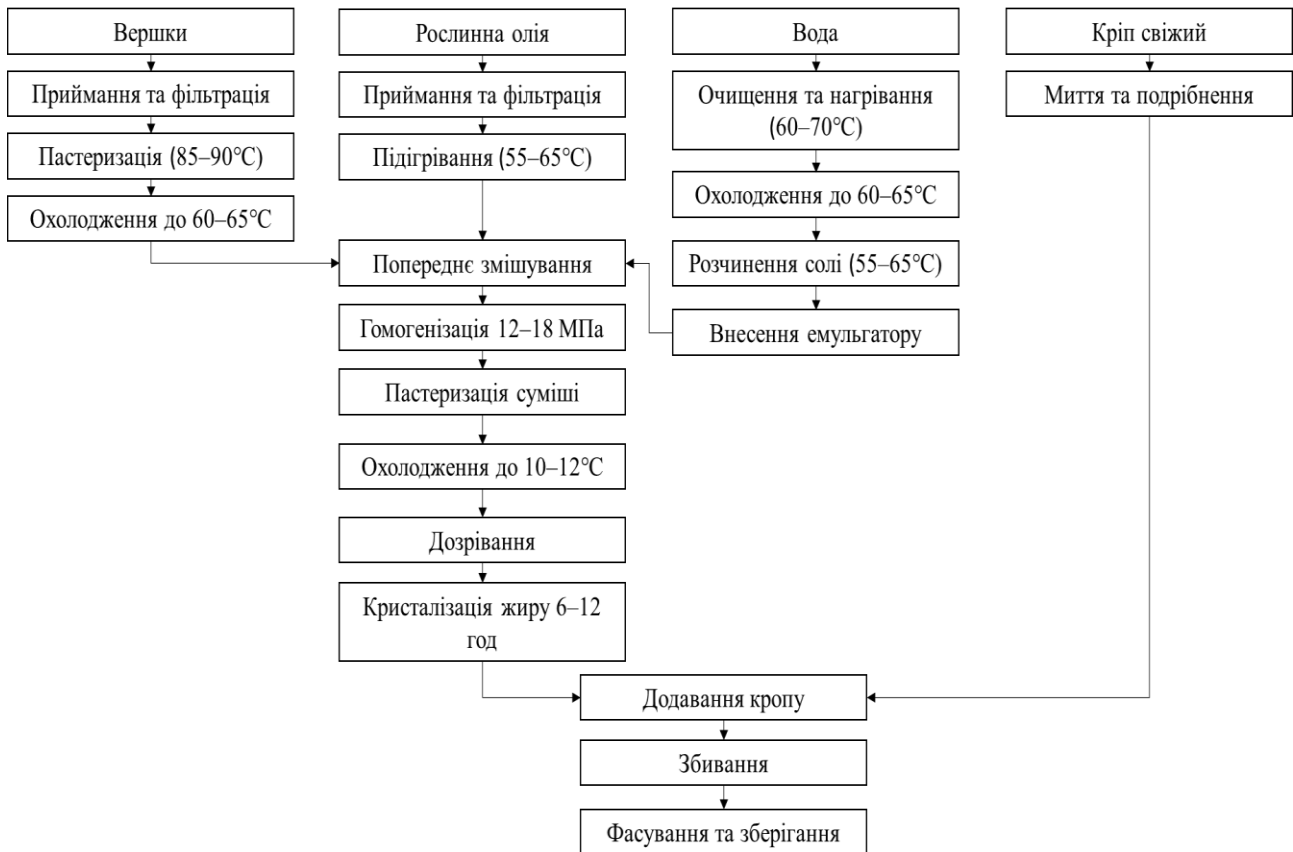 Вершки
Приймання та фільтрація
Пастеризація (85–90°C)
Охолодження до 60–65°C
Рослинна олія
Приймання та фільтрація
Підігрівання (55–65°C)
Вода
Очищення та нагрівання
(60–70°C)
Охолодження до 60–65°C
Розчинення солі (55–65°C)
Внесення емульгатору
Кріп свіжий
Миття та подрібнення
Попереднє змішування
Гомогенізація 12–18 МПа
Пастеризація суміші
Охолодження до 10–12°C
Дозрівання
Кристалізація жиру 6–12
год
Додавання кропу
Збивання
Фасування та зберігання